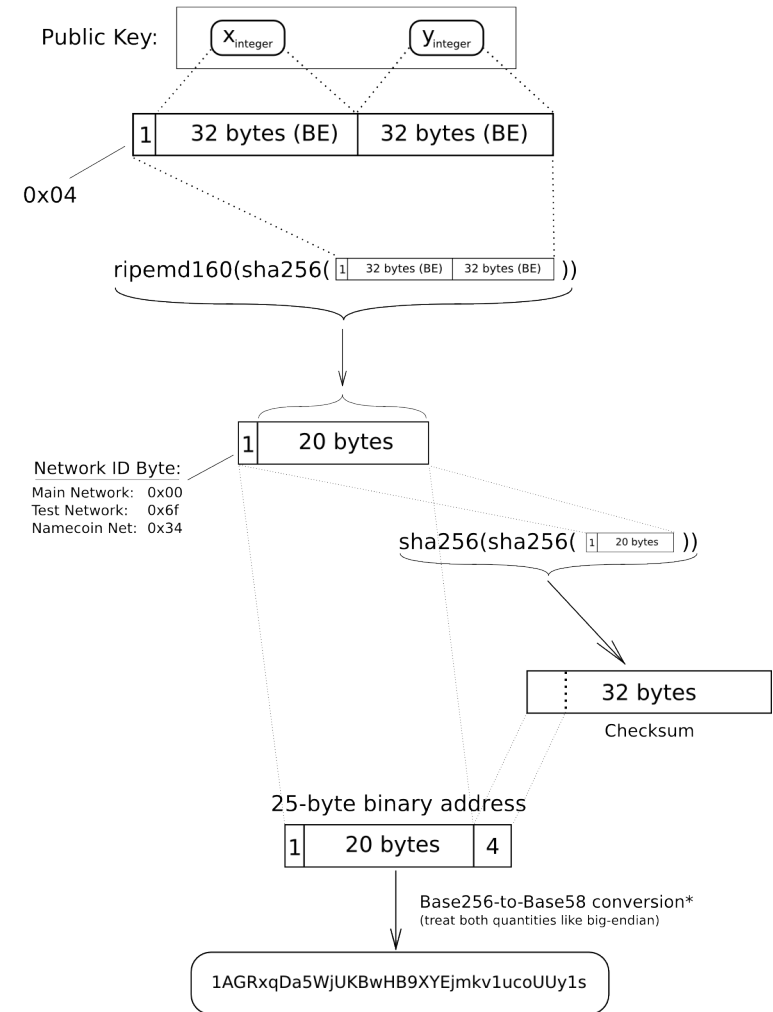 Public Key:
x integer
y integer
1
32 bytes (BE)
32 bytes (BE)
0x04
ripemd160(sha256( 1 32 bytes (BE) 32 bytes (BE) ))
1
20 bytes
Network ID Byte:
Main Network: 0x00
Test Network: 0x6f
Namecoin Net: 0x34
sha256(sha256( 1 20 bytes ))
32 bytes
Checksum
25-byte binary address
1
20 bytes
4
Base256-to-Base58 conversion*
(treat both quantities like big-endian)
1AGRxqDa5WjUKBwHB9XYEjmkv1ucoUUy1s